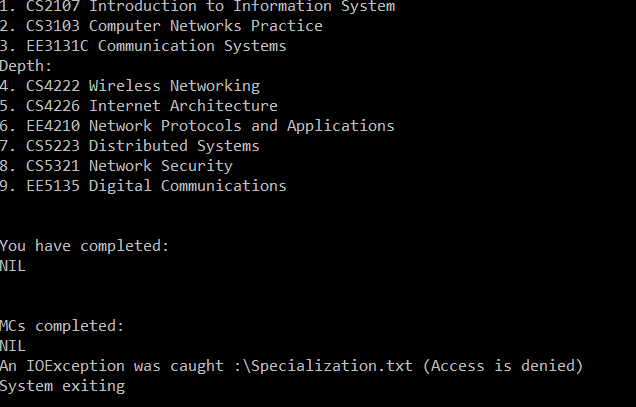 1. CS2107 Introduction to Information System
2. CS3103 Computer Networks Practice
3. EE3131C Communication Systems
Depth:
4. CS4222 Wireless Networking
5. CS4226 Internet Architecture
6. EE4210 Network Protocols and Applications
7. CS5223 Distributed Systems
8. CS5321 Network Security
9. EE5135 Digital Communications
You have completed:
NIL
MCs completed:
NIL
An IOException was caught :\Specialization.txt (Access is denied)
System exiting